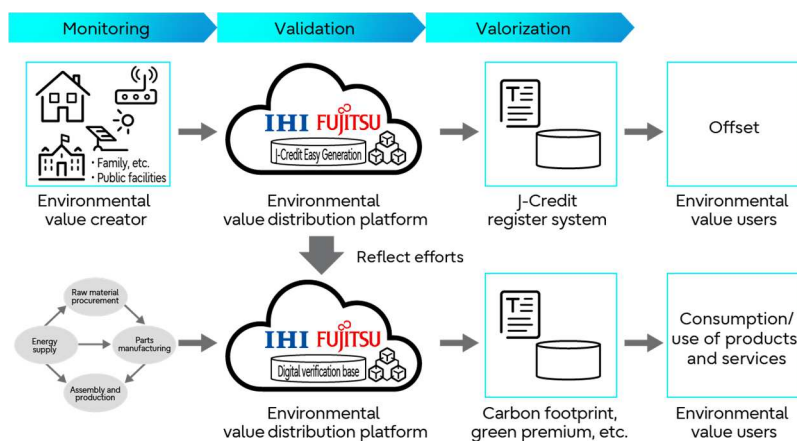 Monitoring
Validation
Valorization
· Family, etc.
· Public facilities
Environmental
value creator
IHI FUJITSU
J-Credit Easy Generation
Environmental
value distribution platform
T
J-Credit
register system
Offset
Environmental
value users
Reflect efforts
Raw material
procurement
Energy
supply
Parts
manufacturing
Assembly and
production
IHI FUJITSU
Digital verification base
Environmental
value distribution platform
T
Carbon footprint,
green premium, etc.
Consumption/
use of products
and services
Environmental
value users